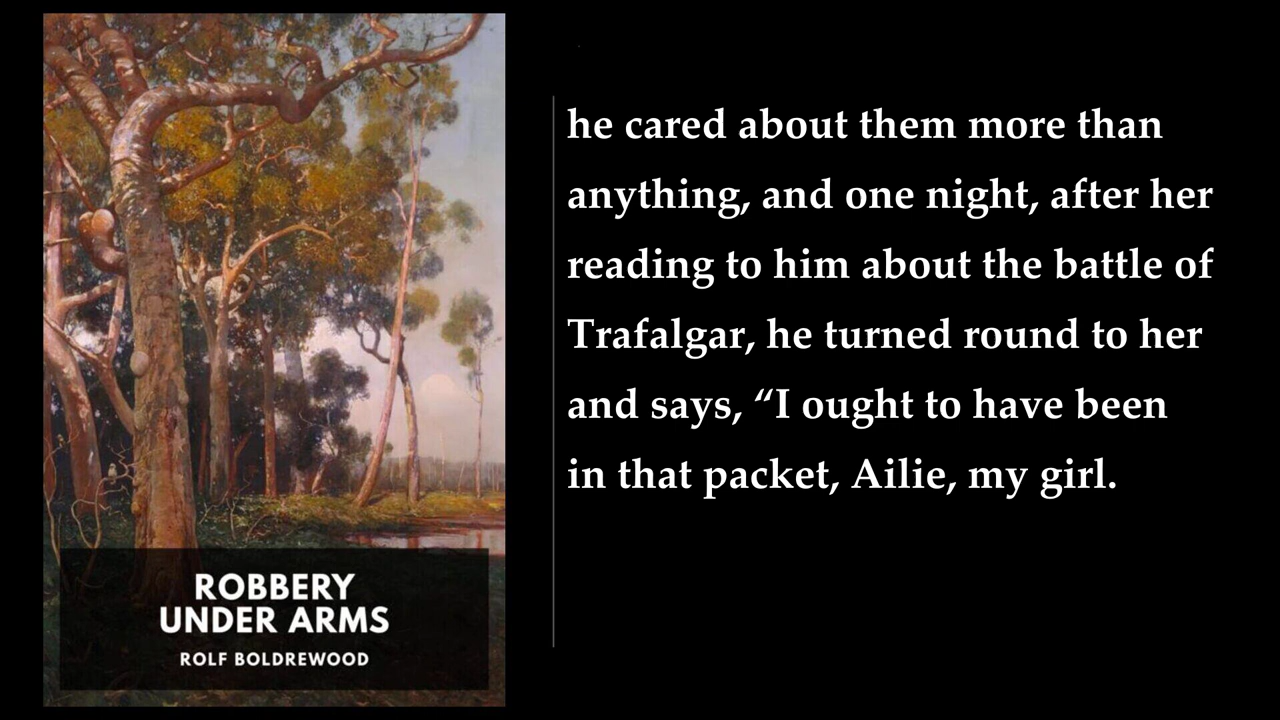 he cared about them more than
anything, and one night, after her
reading to him about the battle of
Trafalgar, he turned round to her
and says, “I ought to have been
in that packet, Ailie, my girl.
ROBBERY
UNDER ARMS
ROLF BOLDREWOOD